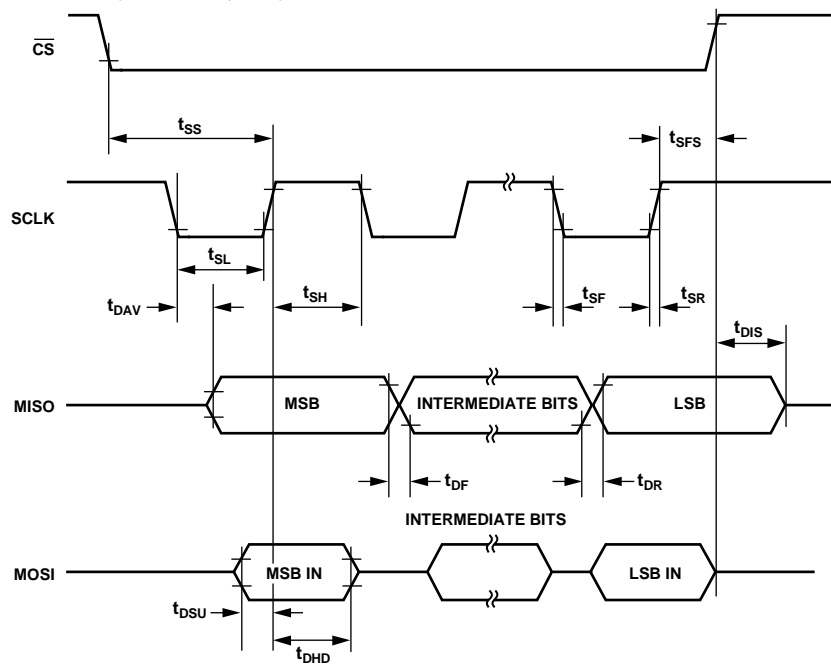 CS
tSS
tSFS
SCLK
tSL
tSH
tSF
tSR
tDAV
tDIS
MISO
MSB
INTERMEDIATE BITS
LSB
tDF
tDR
INTERMEDIATE BITS
MOSI
MSB IN
LSB IN
tDSU
tDHD